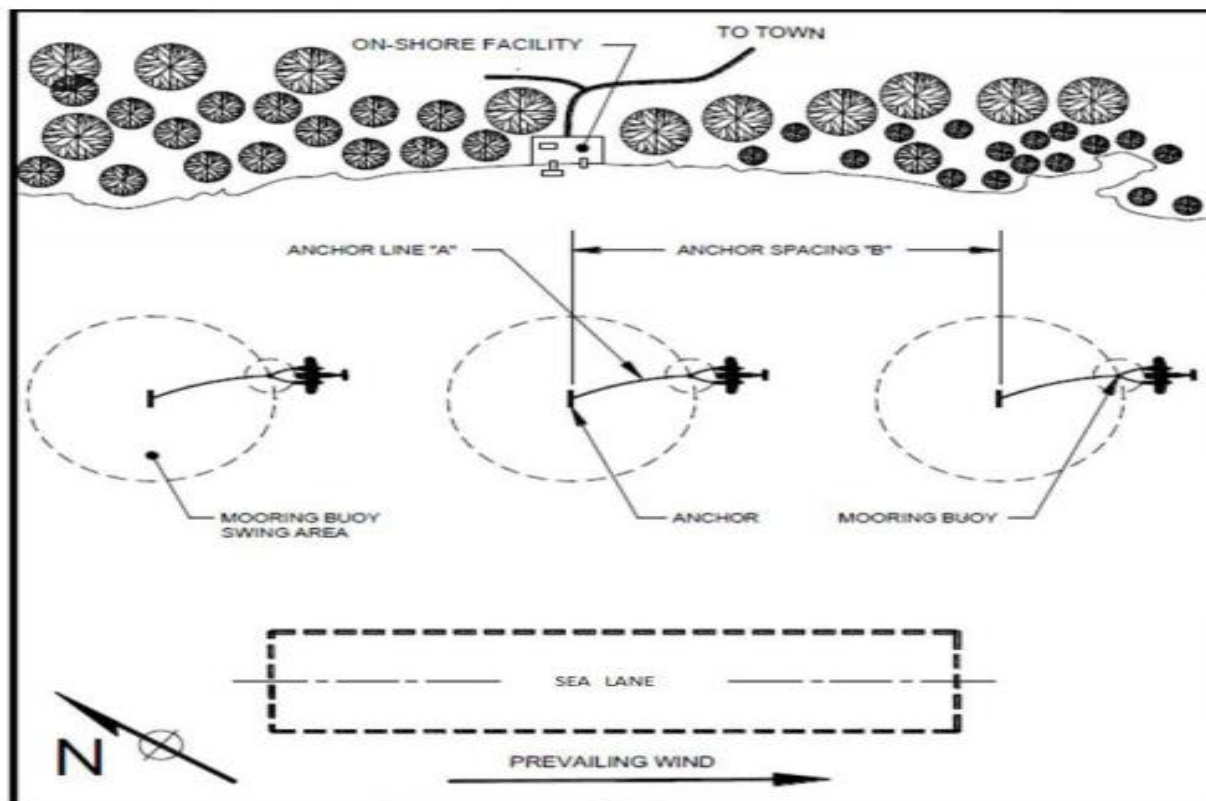 TO TOWN
ON-SHORE FACILITY
ANCHOR LINE "A"
ANCHOR SPACING "B"
MOORING BUOY
SWING AREA
ANCHOR
MOORING BUOY
SEA LANE
N
PREVAILING WIND